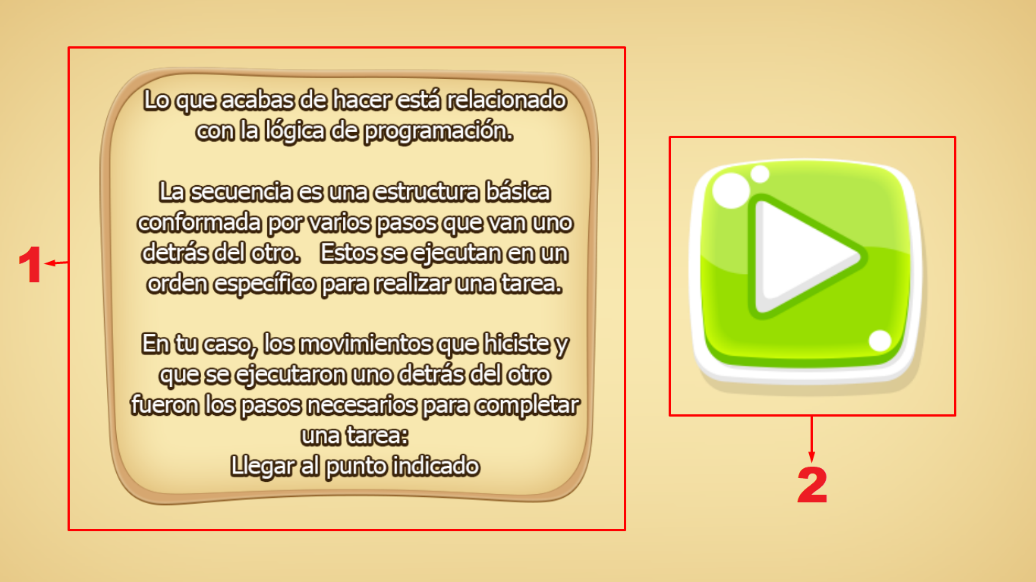 Lo que acabas de hacer está relacionado
con la lógica de programación.
La secuencia es una estructura básica
conformada por varios pasos que van uno
detrás del otro.   Estos se ejecutan en un
orden específico para realizar una tarea.
En tu caso, los movimientos que hiciste y
que se ejecutaron uno detrás del otro
fueron los pasos necesarios para completar
una tarea:
Llegar al punto indicado
1
2